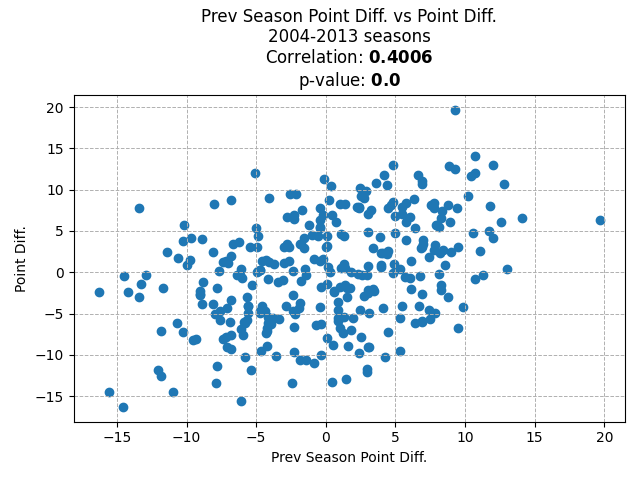 Prev Season Point Diff. vs Point Diff.
2004-2013 seasons
Correlation: 0.4006
p-value: 0.0
20
15
10
5
0
−5
−10
−15
Point Diff.
−15 −10 −5 0 5 10 15 20
Prev Season Point Diff.